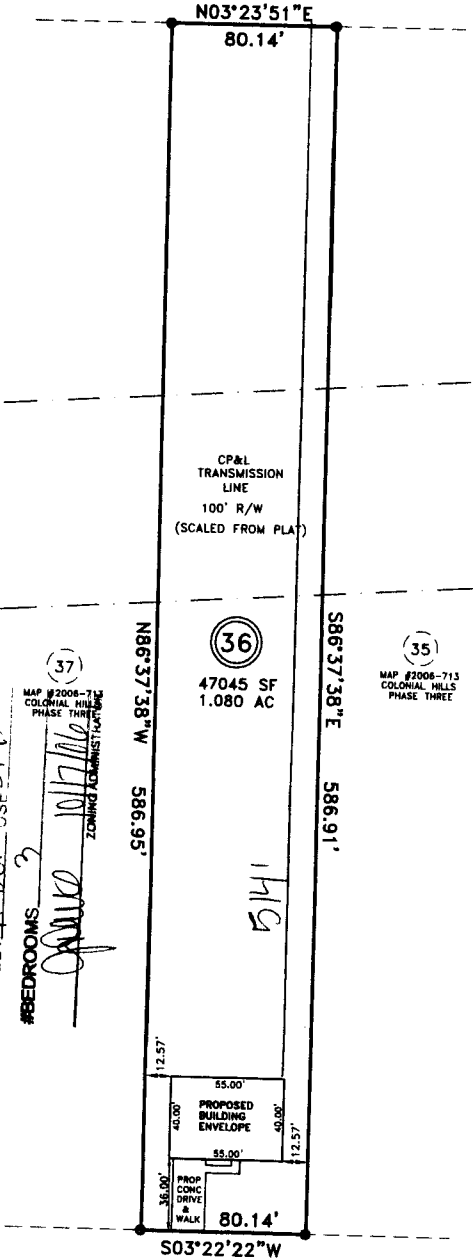 N03°23'51"E
80.14'
CP&L
TRANSMISSION
LINE
100' R/W
(SCALED FROM PLAT)
N86°37'38"W 586.95'
36
47045 SF
1.080 AC
S86°37'38"E 586.91'
37
MAP #2006-713
COLONIAL HILLS
PHASE THREE
35
MAP #2006-713
COLONIAL HILLS
PHASE THREE
ZONING ADMINISTRATOR
#BEDROOMS 3
12.57'
55.00'
40.00'
PROPOSED
BUILDING
ENVELOPE
40.00'
12.57'
55.00'
36.00'
PROP
CONC
DRIVE
&
WALK
80.14'
S03°22'22"W